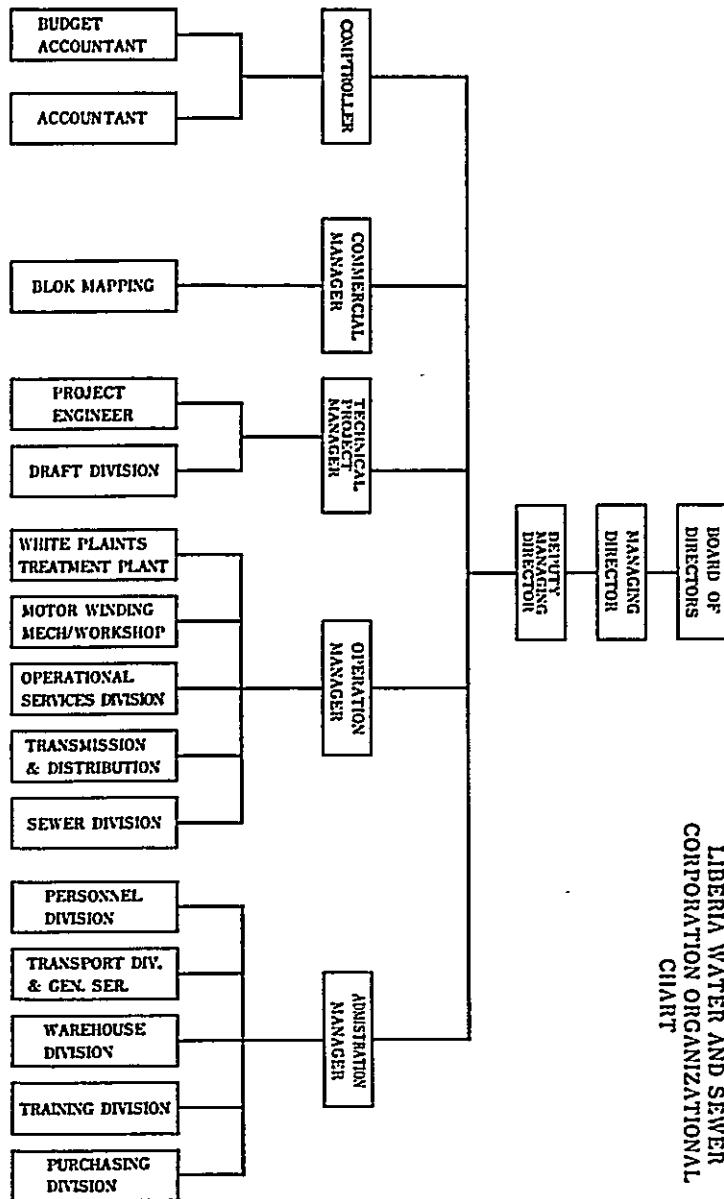 LIBERIA WATER AND SEWER
CORPORATION ORGANIZATIONAL
CHART
BOARD OF
DIRECTORS
MANAGING
DIRECTOR
DEPUTY
MANAGING
DIRECTOR
COMPTROLLER
BUDGET
ACCOUNTANT
ACCOUNTANT
COMMERCIAL
MANAGER
BLOK MAPPING
TECHNICAL
PROJECT
MANAGER
PROJECT
ENGINEER
DRAFT DIVISION
OPERATION
MANAGER
WHITE PLAINTS
TREATMENT PLANT
MOTOR WINDING
MECH/WORKSHOP
OPERATIONAL
SERVICES DIVISION
TRANSMISSION
& DISTRIBUTION
SEWER DIVISION
ADMISTRATION
MANAGER
PERSONNEL
DIVISION
TRANSPORT DIV.
& GEN. SER.
WAREHOUSE
DIVISION
TRAINING DIVISION
PURCHASING
DIVISION